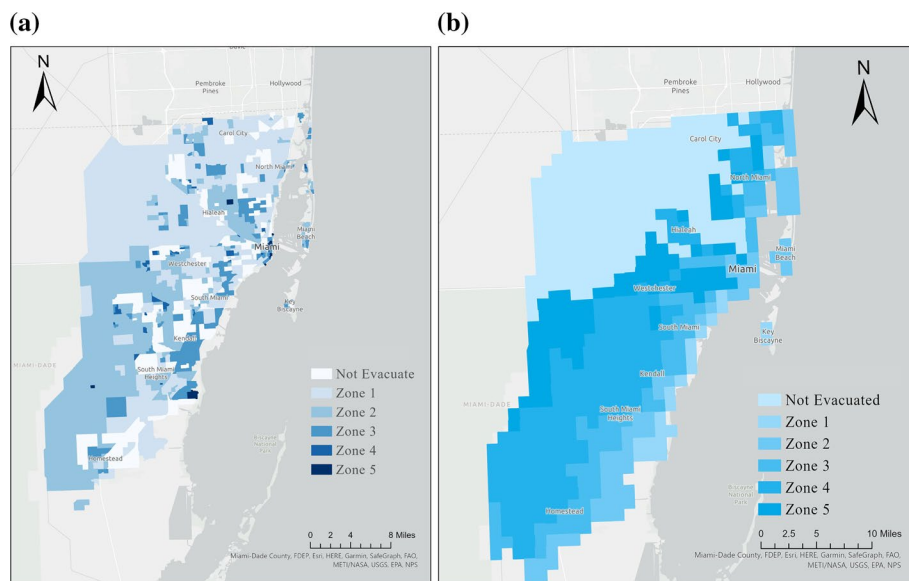 (a)
N
Pembroke
Pines
Hollywood
Carol City
North Miami
Hialeah
Miami
Miami
Beach
Westchester
South Miami
Key
Biscayne
Kendall
South Miami
Heights
MIAMI-DADE
Homestead
Biscayne
National
Park
Not Evacuate
Zone 1
Zone 2
Zone 3
Zone 4
Zone 5
0 2 4 8 Miles
Miami-Dade County, FDEP, Esri, HERE, Garmin, SafeGraph, FAO,
METI/NASA, USGS, EPA, NPS
(b)
N
Pembroke
Pines
Hollywood
Carol City
North Miami
Hialeah
Miami
Miami
Beach
Westchester
South Miami
Key
Biscayne
Kendall
South Miami
Heights
MIAMI-DADE
Homestead
Biscayne
National
Park
Not Evacuated
Zone 1
Zone 2
Zone 3
Zone 4
Zone 5
0 2.5 5 10 Miles
Miami-Dade County, FDEP, Esri, HERE, Garmin, SafeGraph, FAO,
METI/NASA, USGS, EPA, NPS